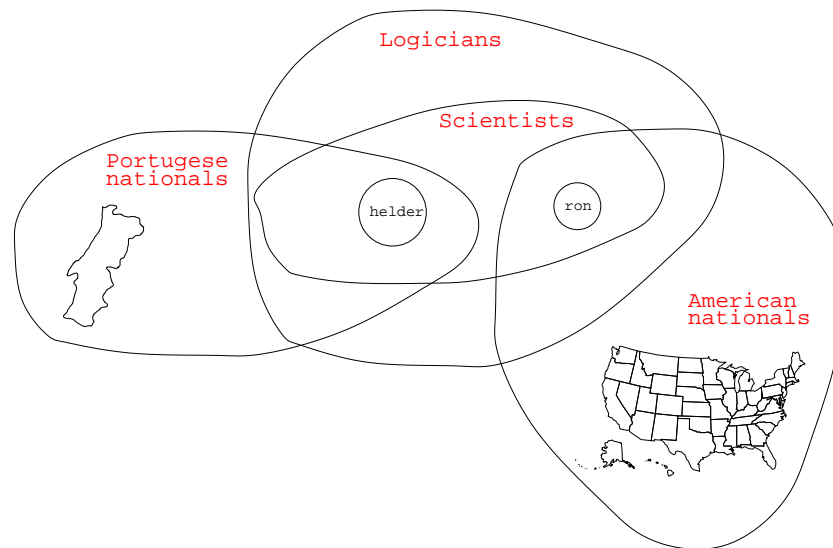 Logicians
Scientists
Portugese
nationals
helder
ron
American
nationals